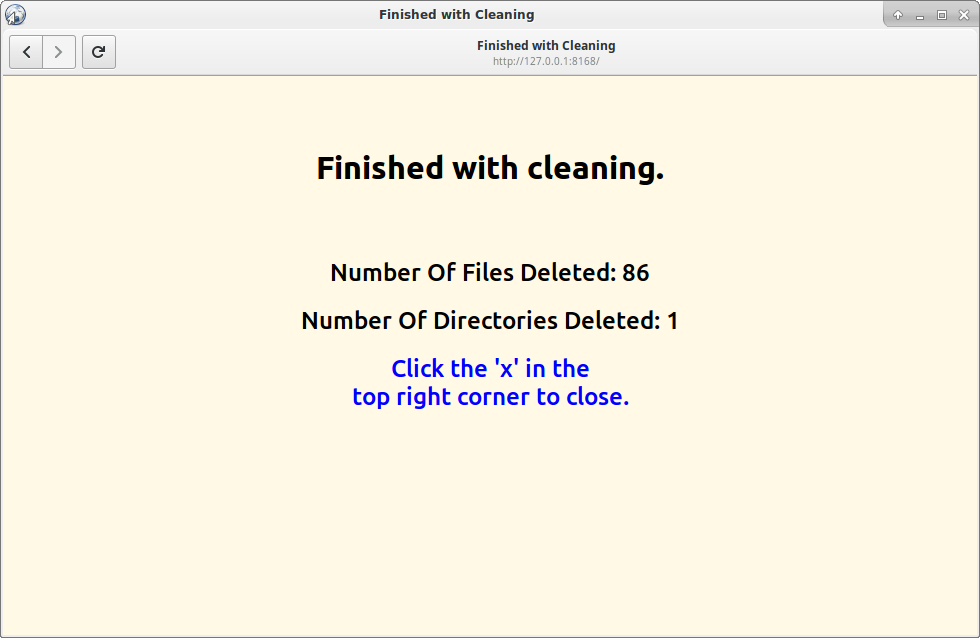 Finished with Cleaning
Finished with Cleaning
http://127.0.0.1:8168/
Finished with cleaning.
Number Of Files Deleted: 86
Number Of Directories Deleted: 1
Click the 'x' in the
top right corner to close.